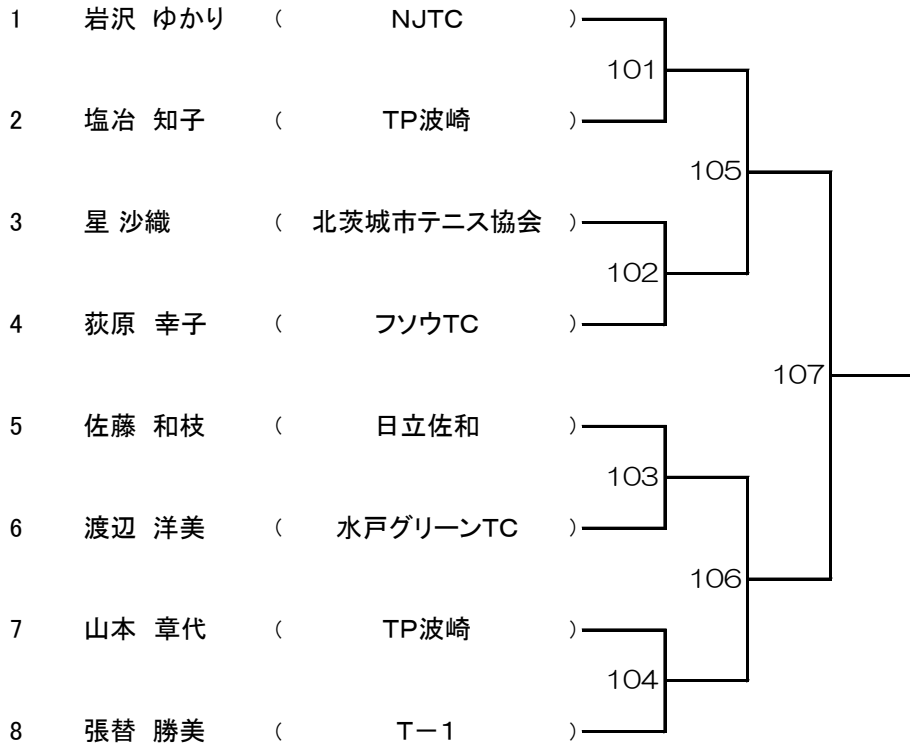 1 岩沢 ゆかり ( NJTC )
101
2 塩冶 知子 ( TP波崎 )
105
3 星 沙織 ( 北茨城市テニス協会 )
102
4 荻原 幸子 ( フソウTC )
107
5 佐藤 和枝 ( 日立佐和 )
103
6 渡辺 洋美 ( 水戸グリーンTC )
106
7 山本 章代 ( TP波崎 )
104
8 張替 勝美 ( T－1 )